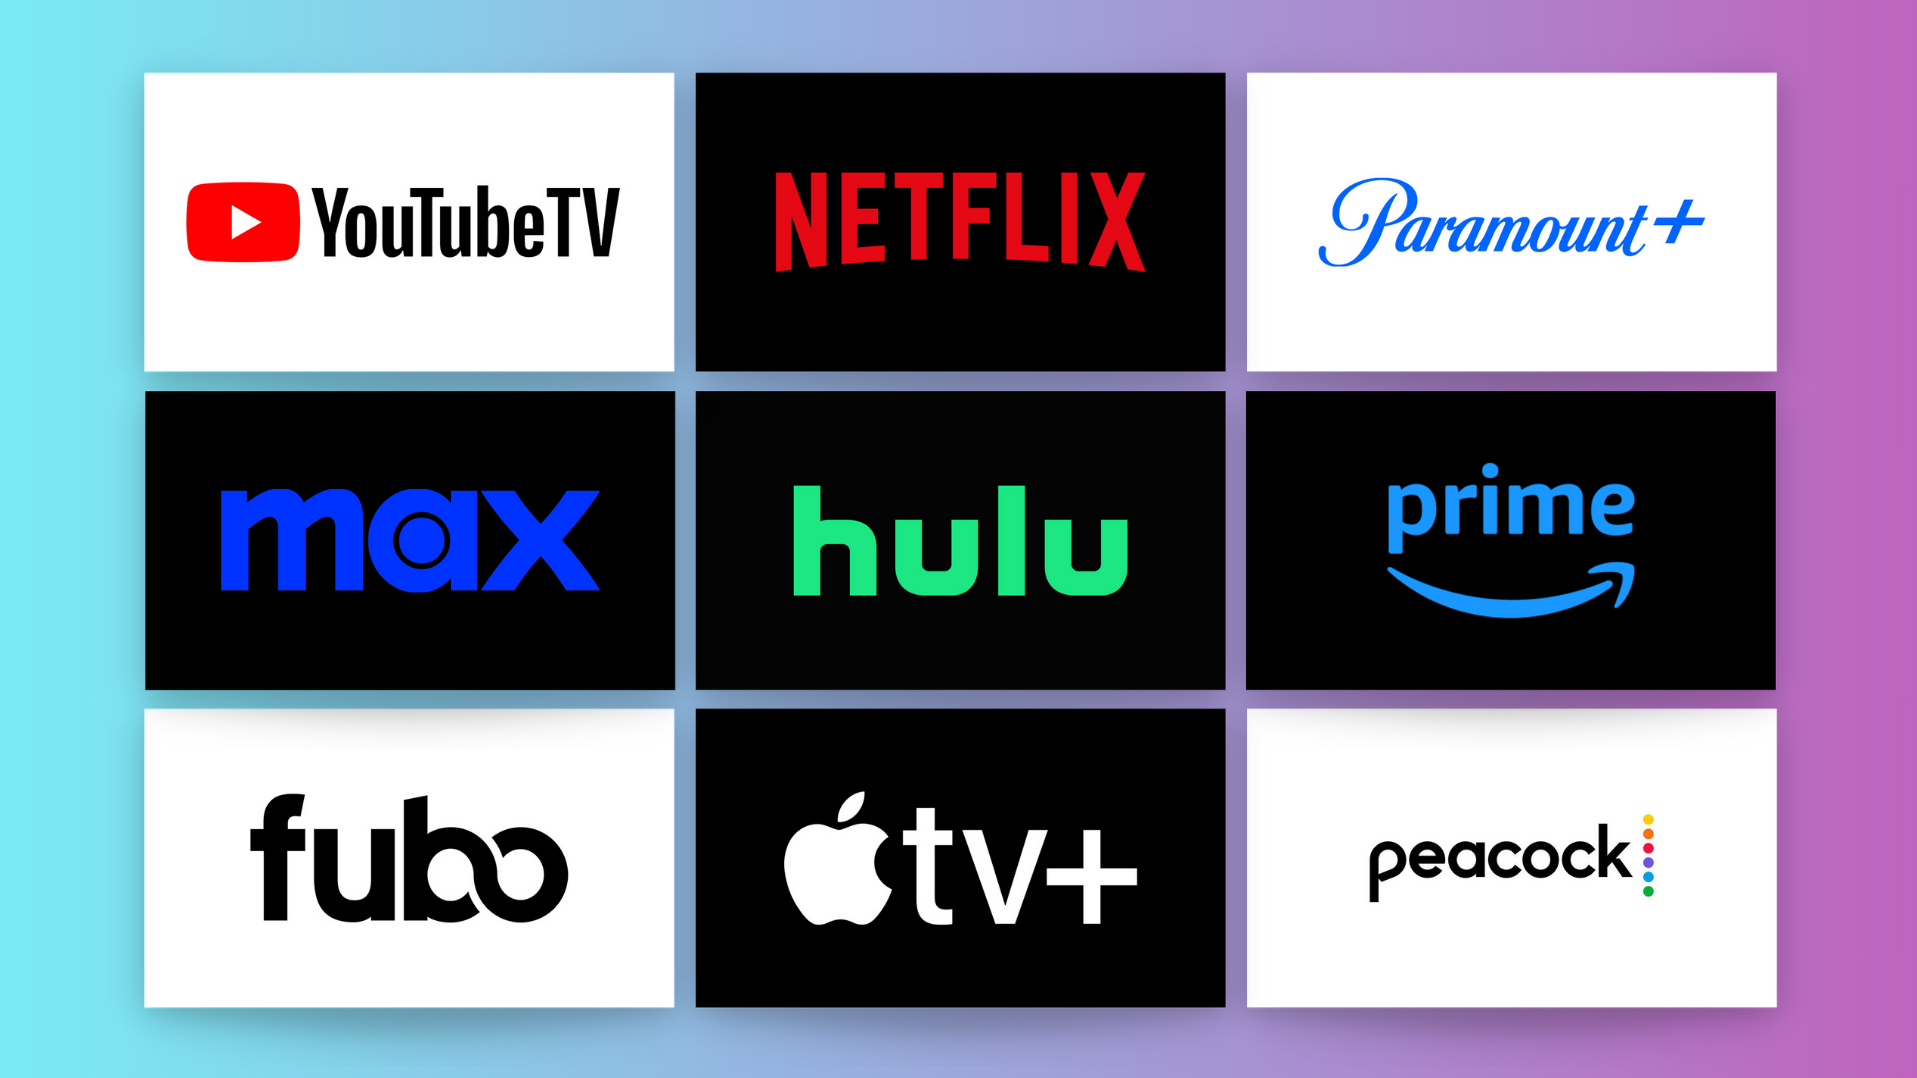 YouTubeTV
NETFLIX
Paramount+
max
hulu
prime
fubo
tv+
peacock